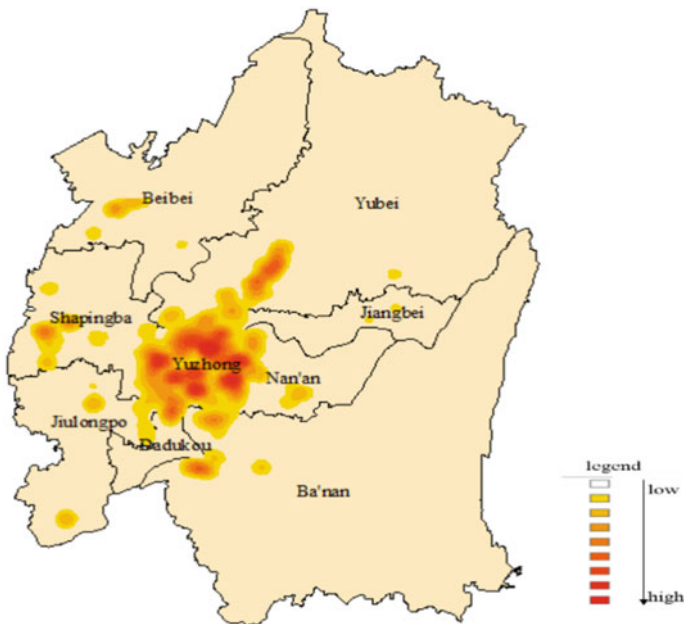 Beibei
Yubei
Shapingba
Jiangbei
Yuzhong
Nan'an
Jiulongpo
Dadukou
Ba'nan
legend
low
high